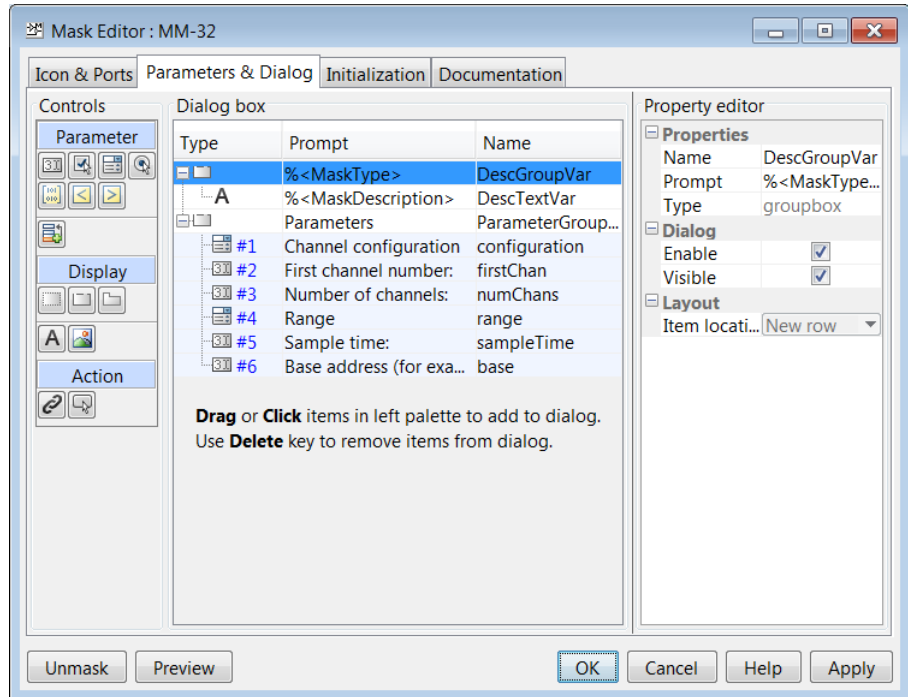 Mask Editor : MM-32
Icon & Ports Parameters & Dialog Initialization Documentation
Controls
Parameter
Display
Action
Dialog box
Type Prompt Name
%<MaskType> DescGroupVar
A %<MaskDescription> DescTextVar
Parameters ParameterGroup...
#1 Channel configuration configuration
#2 First channel number: firstChan
#3 Number of channels: numChans
#4 Range range
#5 Sample time: sampleTime
#6 Base address (for exa... base
Drag or Click items in left palette to add to dialog.
Use Delete key to remove items from dialog.
Property editor
Properties
Name DescGroupVar
Prompt %<MaskType...
Type groupbox
Dialog
Enable
Visible
Layout
Item locati... New row
Unmask Preview OK Cancel Help Apply